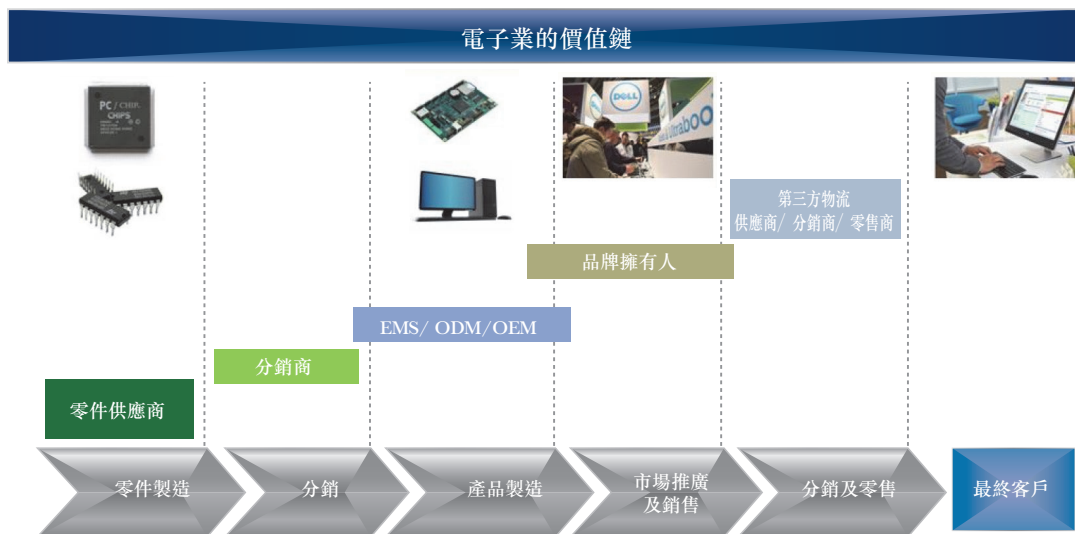 電子業的價值鏈
PC / CHIP.
CHIPS
DELL
Ultraboo
第三方物流
供應商/ 分銷商/ 零售商
品牌擁有人
EMS/ ODM/OEM
分銷商
零件供應商
零件製造
分銷
產品製造
市場推廣
及銷售
分銷及零售
最終客戶